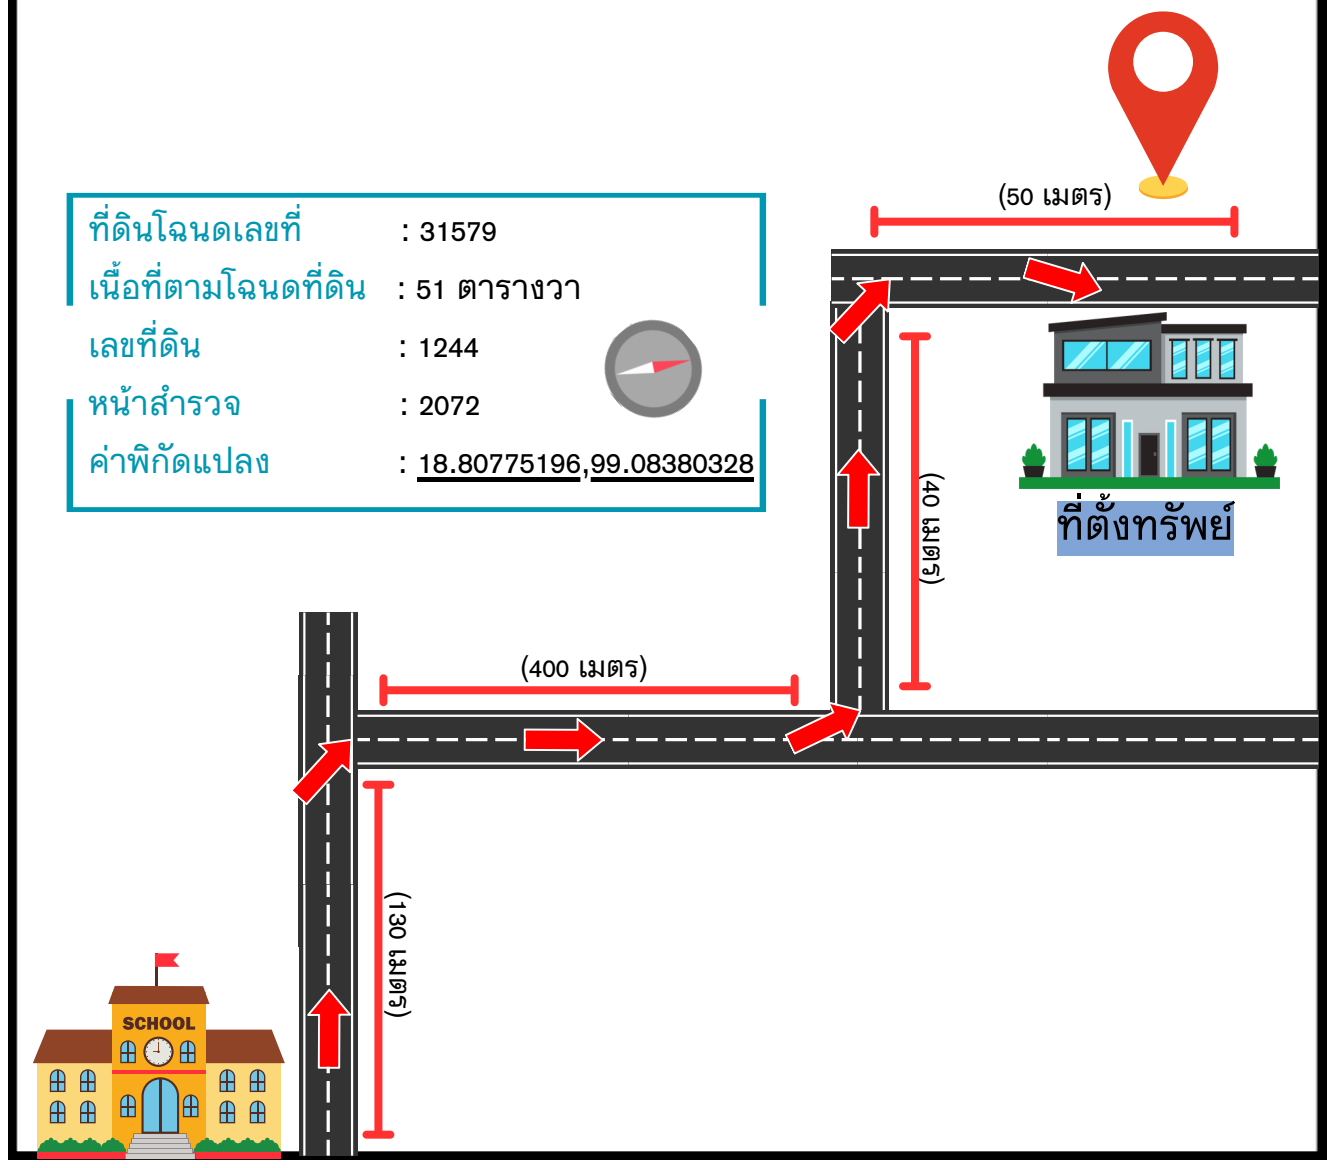 (50 เมตร)
ที่ดินโฉนดเลขที่ : 31579
เนื้อที่ตามโฉนดที่ดิน : 51 ตารางวา
เลขที่ดิน : 1244
หน้าสำรวจ : 2072
ค่าพิกัดแปลง : 18.80775196,99.08380328
(40 เมตร)
ที่ตั้งทรัพย์
(400 เมตร)
(130 เมตร)
SCHOOL